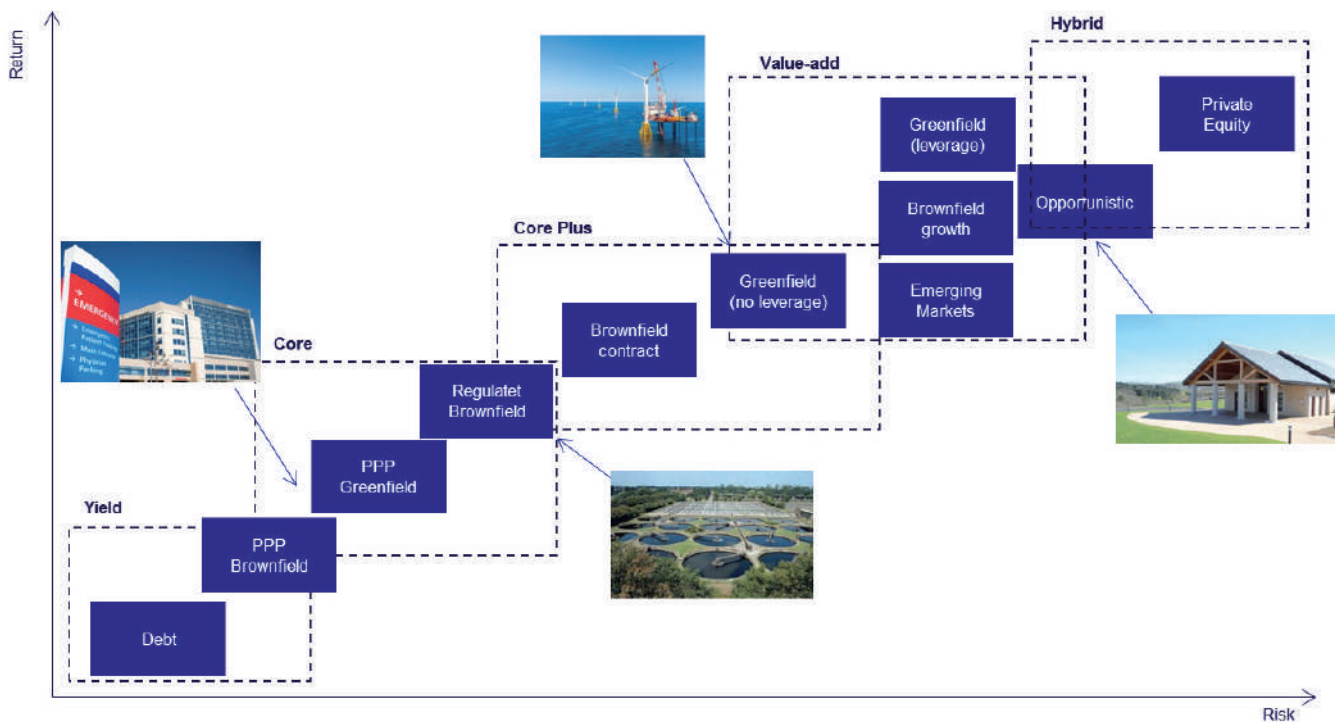 Return
Hybrid
Value-add
Private
Equity
Greenfield
(leverage)
Opportunistic
Brownfield
growth
Core Plus
Greenfield
(no leverage)
Emerging
Markets
EMERGENCY
Brownfield
contract
Core
Regulatet
Brownfield
PPP
Greenfield
Yield
PPP
Brownfield
Debt
Risk